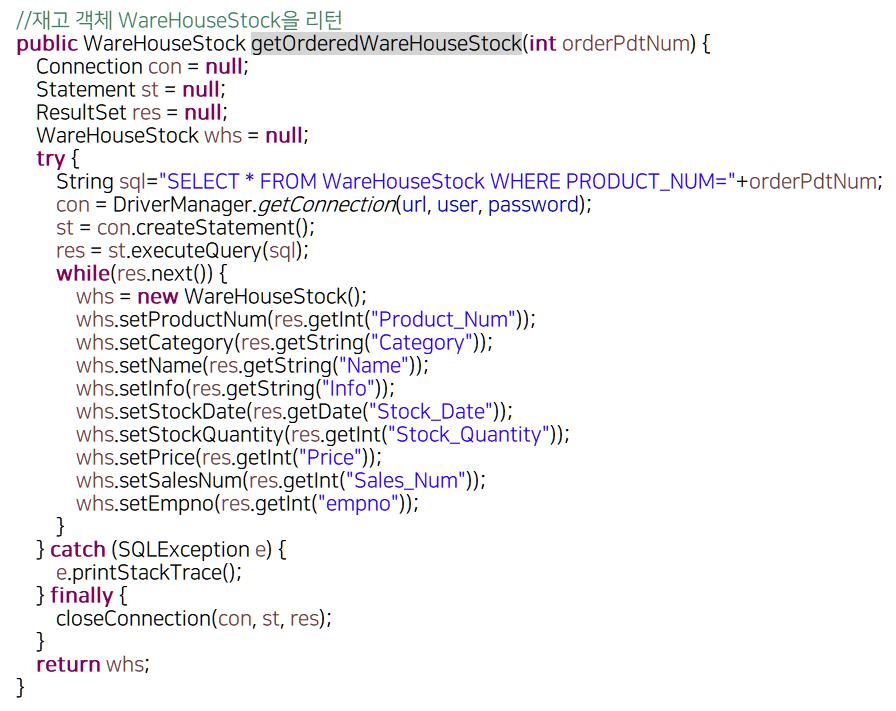 //재고 객체 WareHouseStock을 리턴
public WareHouseStock getOrderedWareHouseStock(int orderPdtNum) {
Connection con = null;
Statement st = null;
ResultSet res = null;
WareHouseStock whs = null;
try {
String sql="SELECT * FROM WareHouseStock WHERE PRODUCT_NUM="+orderPdtNum;
con = DriverManager.getConnection(url, user, password);
st = con.createStatement();
res = st.executeQuery(sql);
while(res.next()) {
whs = new WareHouseStock();
whs.setProductNum(res.getInt("Product_Num"));
whs.setCategory(res.getString("Category"));
whs.setName(res.getString("Name"));
whs.setInfo(res.getString("Info"));
whs.setStockDate(res.getDate("Stock_Date"));
whs.setStockQuantity(res.getInt("Stock_Quantity"));
whs.setPrice(res.getInt("Price"));
whs.setSalesNum(res.getInt("Sales_Num"));
whs.setEmpno(res.getInt("empno"));
}
} catch (SQLException e) {
e.printStackTrace();
} finally {
closeConnection(con, st, res);
}
return whs;
}